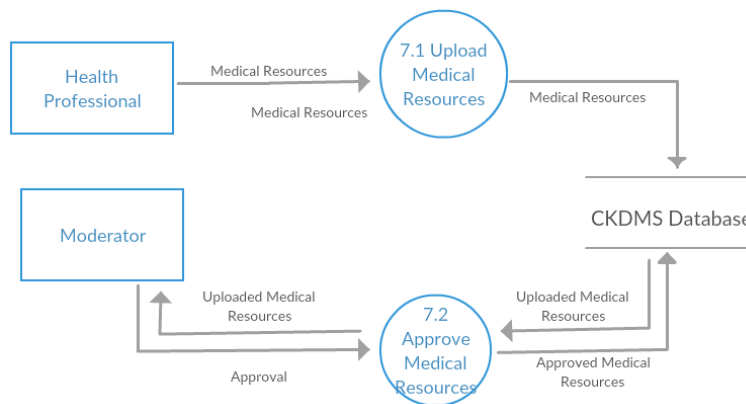 Health
Professional
Medical Resources
Medical Resources
7.1 Upload
Medical
Resources
Medical Resources
CKDMS Database
Moderator
Uploaded Medical
Resources
Approval
7.2
Approve
Medical
Resources
Uploaded Medical
Resources
Approved Medical
Resources